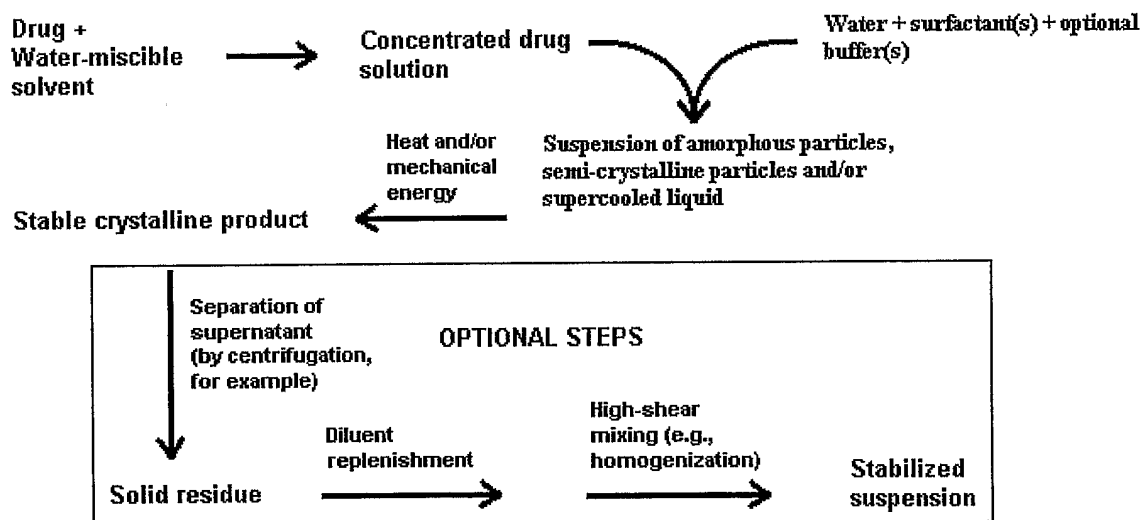 Drug +
Water-miscible
solvent
Concentrated drug
solution
Water + surfactant(s) + optional
buffer(s)
Heat and/or
mechanical
energy
Suspension of amorphous particles,
semi-crystalline particles and/or
supercooled liquid
Stable crystalline product
Separation of
supernatant
(by centrifugation,
for example)
OPTIONAL STEPS
Solid residue
Diluent
replenishment
High-shear
mixing (e.g.,
homogenization)
Stabilized
suspension